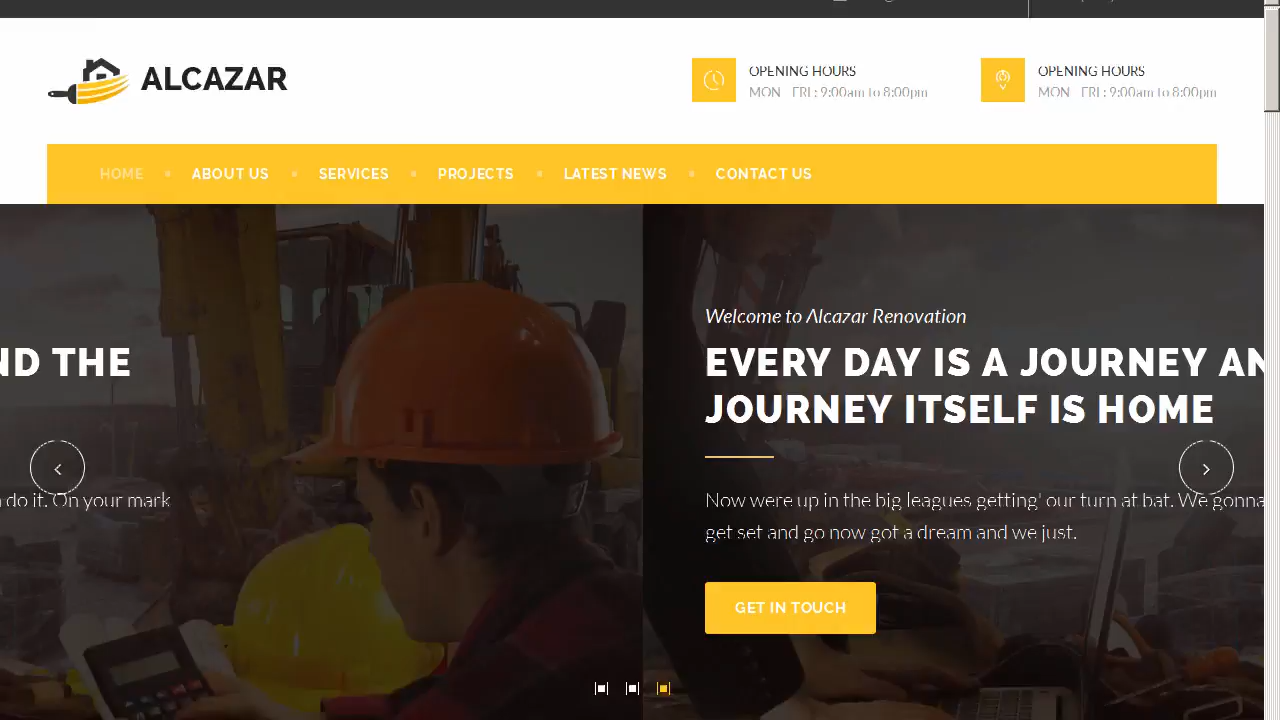 ALCAZAR
OPENING HOURS
MON FRI : 9:00am to 8:00pm
OPENING HOURS
MON FRI : 9:00am to 8:00pm
HOME ABOUT US SERVICES PROJECTS LATEST NEWS CONTACT US
ND THE
do it. On your mark
Welcome to Alcazar Renovation
EVERY DAY IS A JOURNEY AN
JOURNEY ITSELF IS HOME
Now were up in the big leagues getting' our turn at bat. We gonna
get set and go now got a dream and we just.
GET IN TOUCH